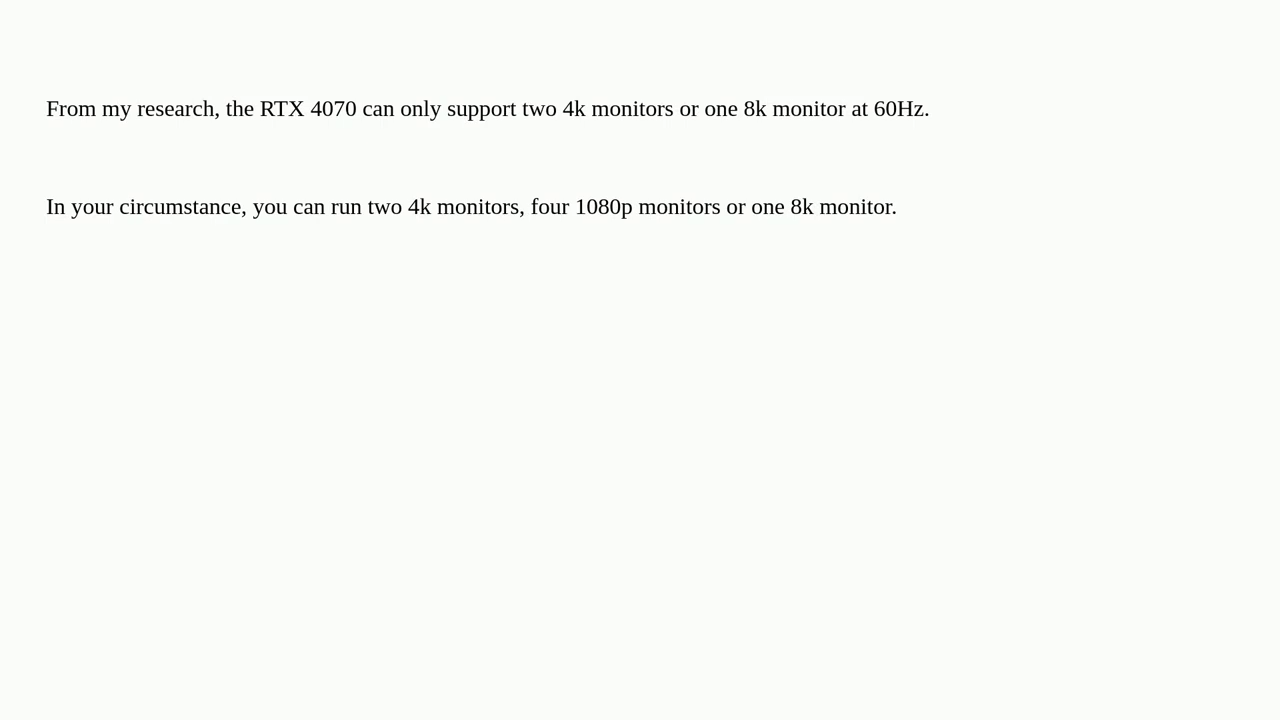 From my research, the RTX 4070 can only support two 4k monitors or one 8k monitor at 60Hz.
In your circumstance, you can run two 4k monitors, four 1080p monitors or one 8k monitor.